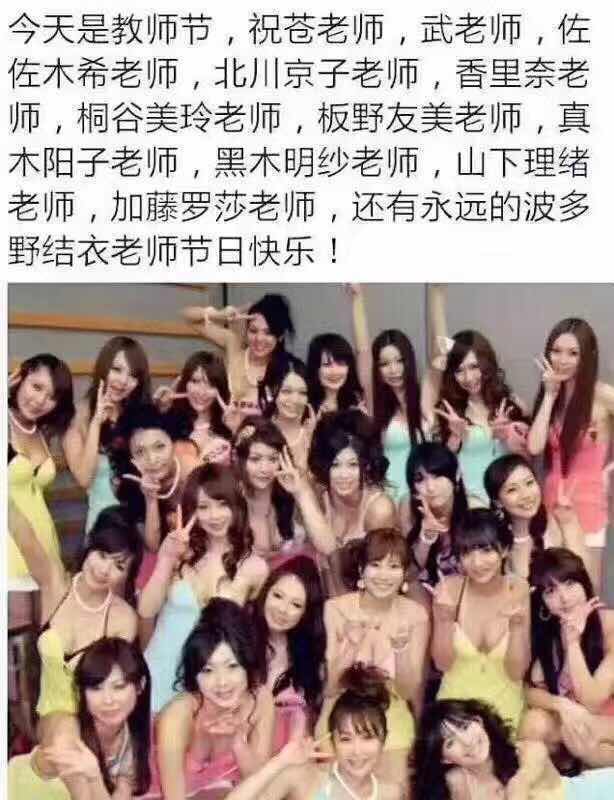 今天是教师节，祝苍老师，武老师，佐
佐木希老师，北川京子老师，香里奈老
师，桐谷美玲老师，板野友美老师，真
木阳子老师，黑木明纱老师，山下理绪
老师，加藤罗莎老师，还有永远的波多
野结衣老师节日快乐！